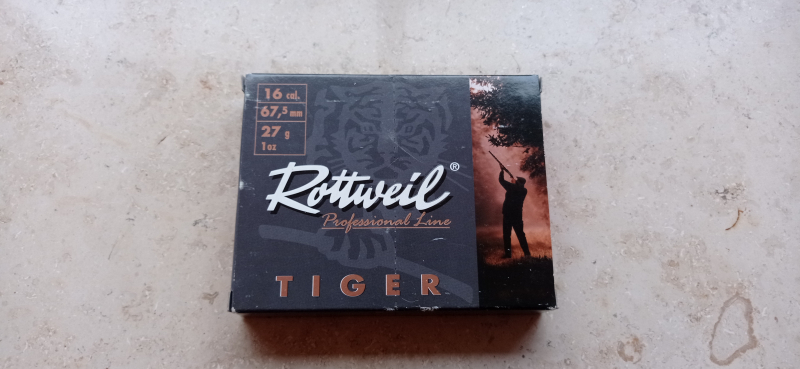 16 cal.
67,5 mm
27 g
1 oz
Rottweil®
Professional Line
TIGER